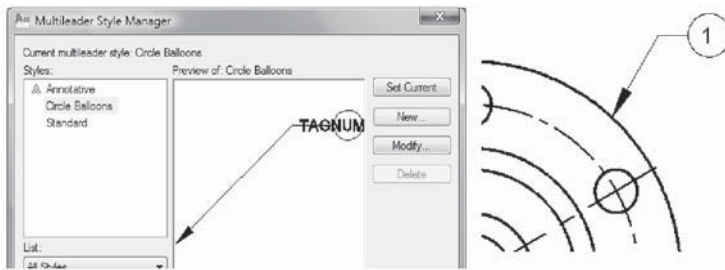 Multileader Style Manager
Current multileader style: Circle Balloons
Styles:
Preview of: Circle Balloons
Annotative
Circle Balloons
Standard
TAGNUM
Set Current
New...
Modify...
Delete
List:
All Styles
1